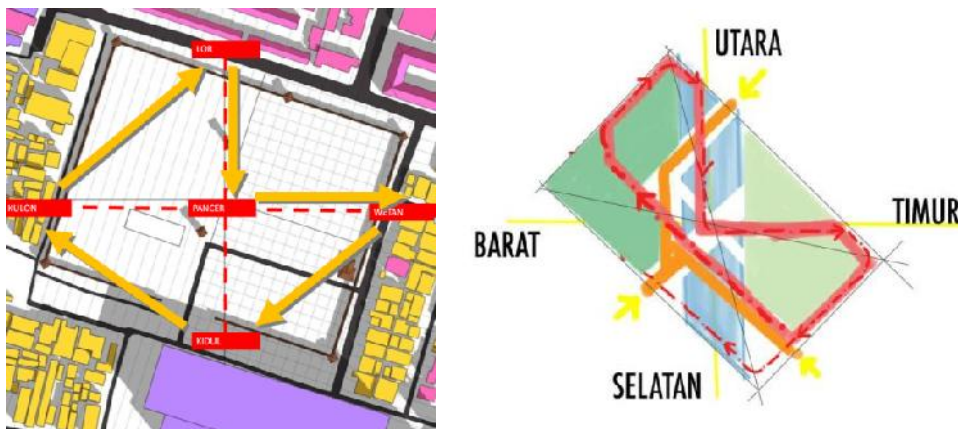 LOR
KULON
PANCER
WeTAN
KIDUL
UTARA
TIMUR
BARAT
SELATAN